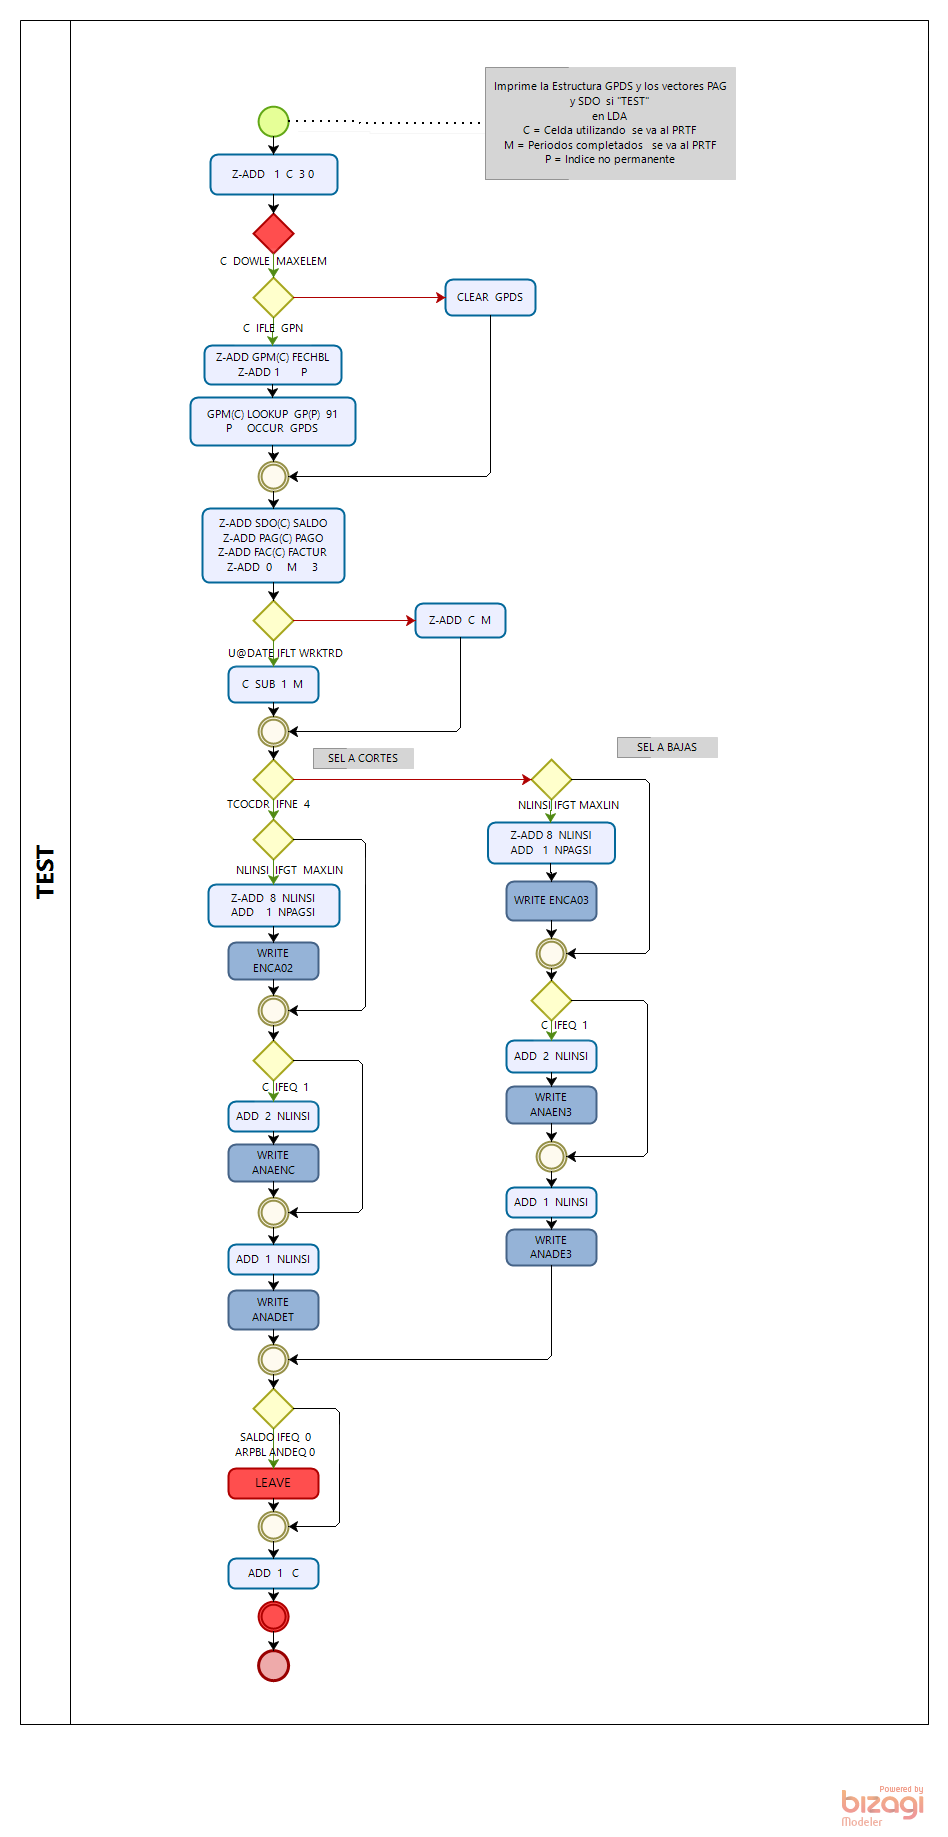 Imprime la Estructura GPDS y los vectores PAG
y SDO si "TEST"
en LDA
C = Celda utilizando se va al PRTF
M = Periodos completados se va al PRTF
P = Indice no permanente
Z-ADD 1 C 3 0
C DOWLE MAXELEM
CLEAR GPDS
C IFLE GPN
Z-ADD GPM(C) FECHBL
Z-ADD 1 P
GPM(C) LOOKUP GP(P) 91
P OCCUR GPDS
Z-ADD SDO(C) SALDO
Z-ADD PAG(C) PAGO
Z-ADD FAC(C) FACTUR
Z-ADD 0 M 3
Z-ADD C M
U@DATE IFLT WRKTRD
C SUB 1 M
SEL A CORTES
SEL A BAJAS
TCOCDR IFNE 4
NLINSI IFGT MAXLIN
Z-ADD 8 NLINSI
ADD 1 NPAGSI
WRITE ENCA03
NLINSI IFGT MAXLIN
Z-ADD 8 NLINSI
ADD 1 NPAGSI
WRITE
ENCA02
C IFEQ 1
ADD 2 NLINSI
WRITE
ANAEN3
C IFEQ 1
ADD 2 NLINSI
WRITE
ANAENC
ADD 1 NLINSI
WRITE
ANADE3
ADD 1 NLINSI
WRITE
ANADET
SALDO IFEQ 0
ARPBL ANDEQ 0
LEAVE
ADD 1 C
TEST
Powered by
bizagi
Modeler